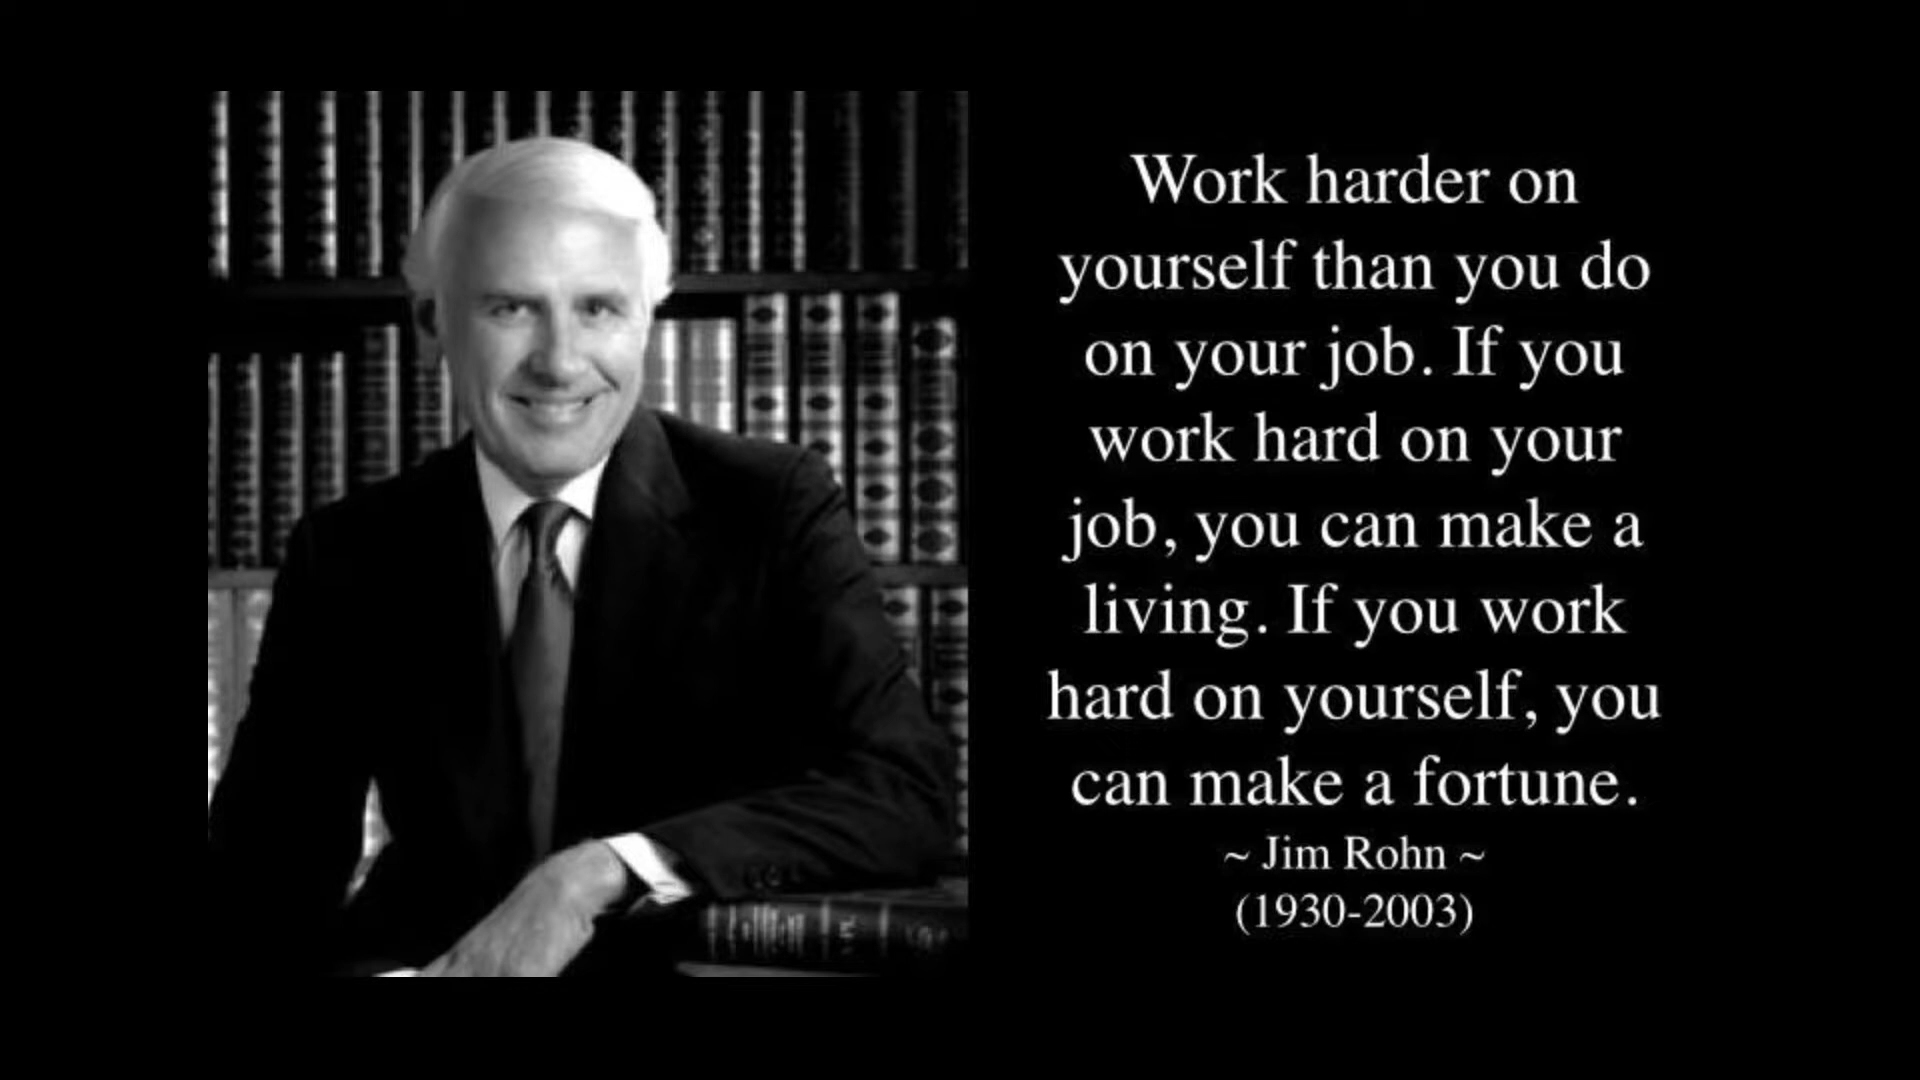 Work harder on
yourself than you do
on your job. If you
work hard on your
job, you can make a
living. If you work
hard on yourself, you
can make a fortune.
~ Jim Rohn ~
(1930-2003)